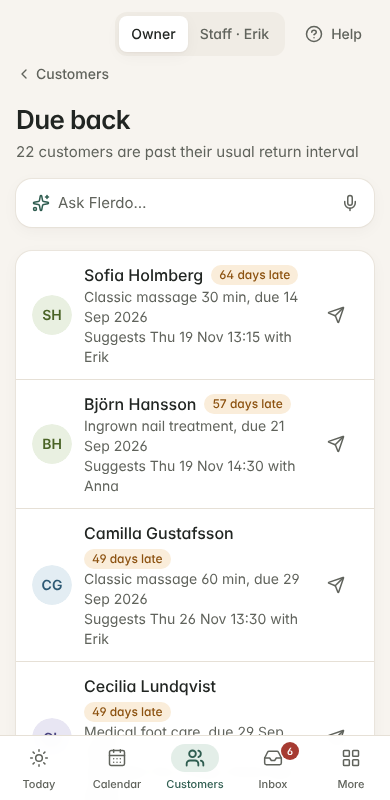 Owner
Staff · Erik
Help
Customers
Due back
22 customers are past their usual return interval
Ask Flerdo...
SH
Sofia Holmberg 64 days late
Classic massage 30 min, due 14
Sep 2026
Suggests Thu 19 Nov 13:15 with
Erik
BH
Björn Hansson 57 days late
Ingrown nail treatment, due 21
Sep 2026
Suggests Thu 19 Nov 14:30 with
Anna
CG
Camilla Gustafsson
49 days late
Classic massage 60 min, due 29
Sep 2026
Suggests Thu 26 Nov 13:30 with
Erik
Cecilia Lundqvist
49 days late
Medical foot care, due 29 Sep
Today
Calendar
Customers
Inbox
6
More